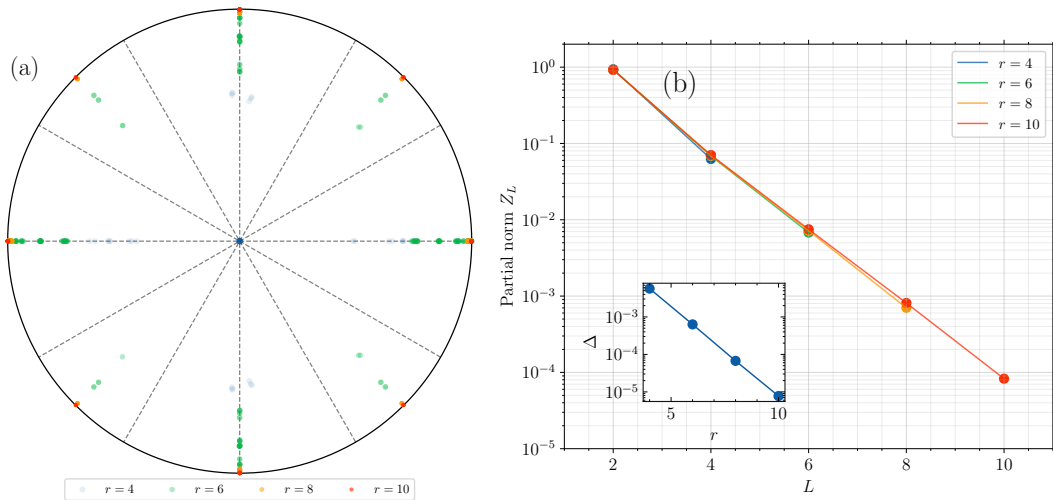 (a)
r = 4
r = 6
r = 8
r = 10
(b)
Partial norm Z_L
10^0
10^{-1}
10^{-2}
10^{-3}
10^{-4}
10^{-5}
2
4
6
8
10
L
r = 4
r = 6
r = 8
r = 10
Δ
10^{-3}
10^{-4}
10^{-5}
5
10
r